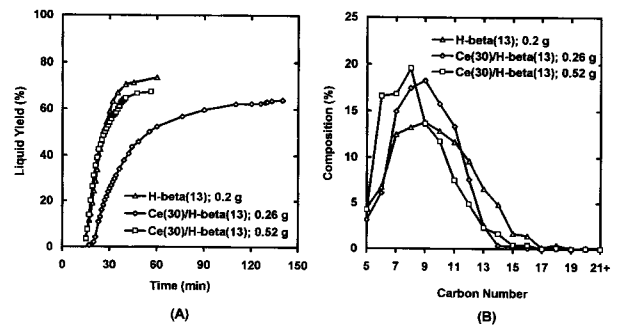 100
80
60
40
20
0
Liquid Yield (%)
0 30 60 90 120 150
Time (min)
H-beta(13); 0.2 g
Ce(30)/H-beta(13); 0.26 g
Ce(30)/H-beta(13); 0.52 g
(A)
25
20
15
10
5
0
Composition (%)
5 7 9 11 13 15 17 19 21+
Carbon Number
H-beta(13); 0.2 g
Ce(30)/H-beta(13); 0.26 g
Ce(30)/H-beta(13); 0.52 g
(B)